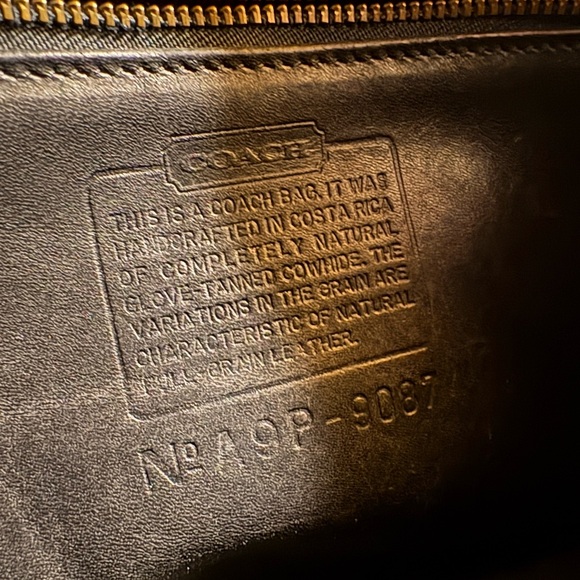 COACH
THIS IS A COACH BAG. IT WAS
HANDCRAFTED IN COSTA RICA
OF COMPLETELY NATURAL
GLOVE-TANNED COWHIDE. THE
VARIATIONS IN THE GRAIN ARE
CHARACTERISTIC OF NATURAL
FULL-GRAIN LEATHER.
Nº A9P-9087